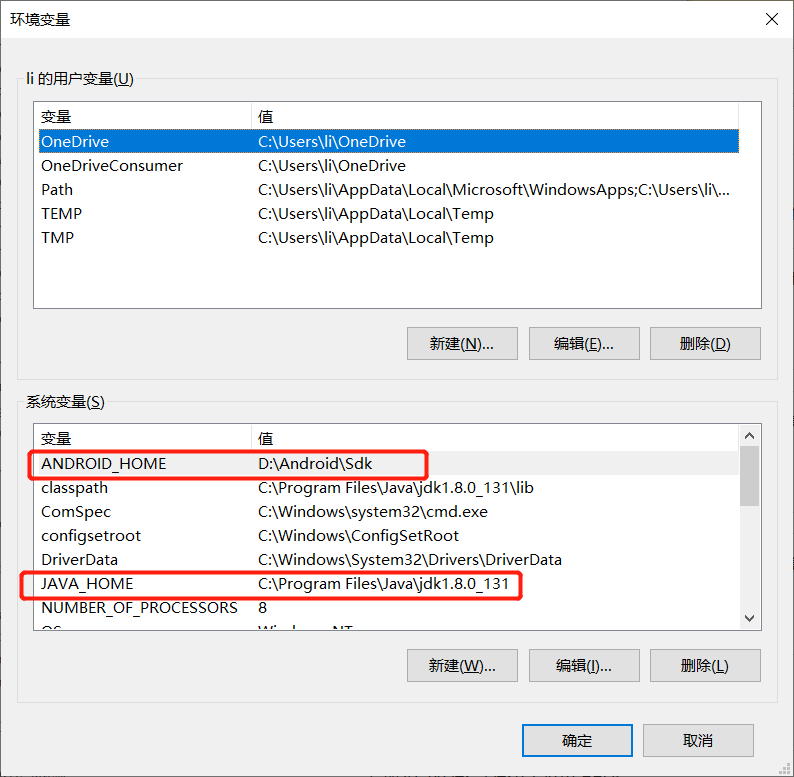 环境变量
li 的用户变量(U)
变量 值
OneDrive C:\Users\li\OneDrive
OneDriveConsumer C:\Users\li\OneDrive
Path C:\Users\li\AppData\Local\Microsoft\WindowsApps;C:\Users\li\...
TEMP C:\Users\li\AppData\Local\Temp
TMP C:\Users\li\AppData\Local\Temp
新建(N)... 编辑(E)... 删除(D)
系统变量(S)
变量 值
ANDROID_HOME D:\Android\Sdk
classpath C:\Program Files\Java\jdk1.8.0_131\lib
ComSpec C:\Windows\system32\cmd.exe
configsetroot C:\Windows\ConfigSetRoot
DriverData C:\Windows\System32\Drivers\DriverData
JAVA_HOME C:\Program Files\Java\jdk1.8.0_131
NUMBER_OF_PROCESSORS 8
OS Windows_NT
新建(W)... 编辑(I)... 删除(L)
确定 取消